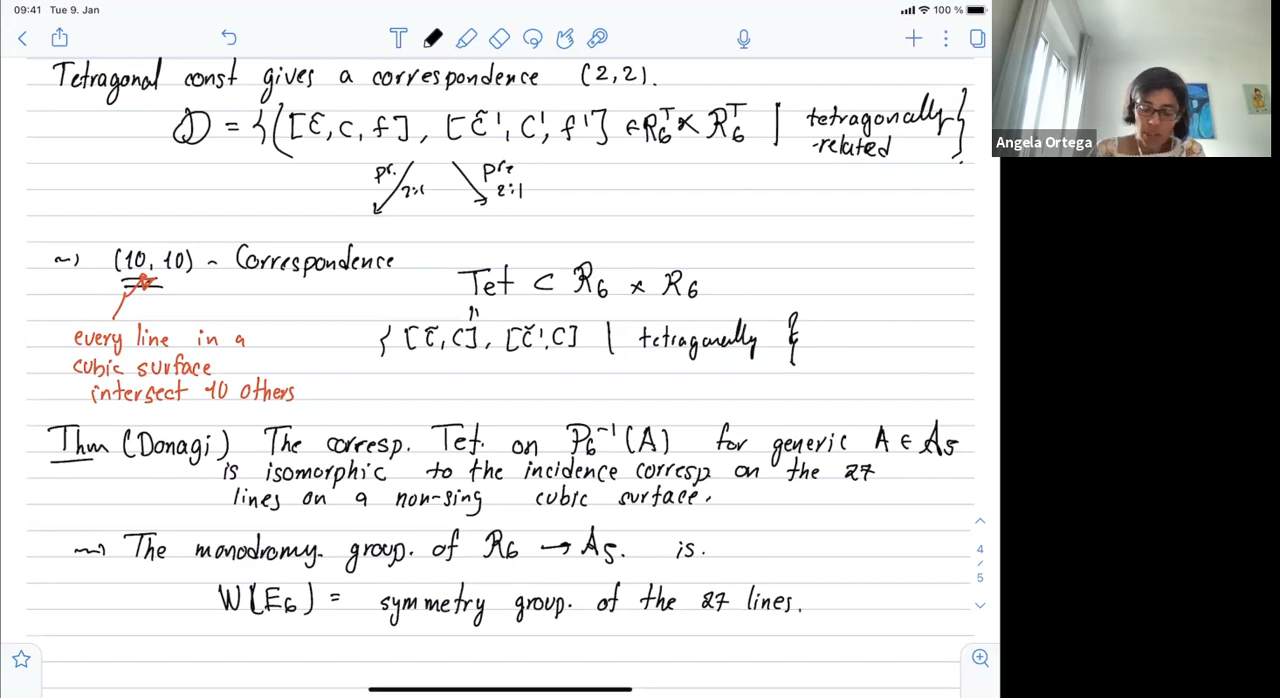 09:41 Tue 9. Jan
100 %
Angela Ortega
Tetragonal const gives a correspondence (2,2).
𝒟 = {([C̃, C, f], [C̃', C', f'] ∈ R₆ᵀ × R₆ᵀ | tetragonally
-related }
pr. 2:1 pr₂ 2:1
⇝ (10, 10) - Correspondence
Tet ⊂ R₆ × R₆
"
{ [C̃, C], [C̃', C] | tetragonally }
every line in a
cubic surface
intersect 10 others
Thm (Donagi) The corresp. Tet. on P₆⁻¹(A) for generic A ∈ A₅
is isomorphic to the incidence corresp on the 27
lines on a non-sing cubic surface.
⇝ The monodromy. group. of R₆ → A₅. is.
W(E₆) = symmetry group. of the 27 lines.
4
/
5